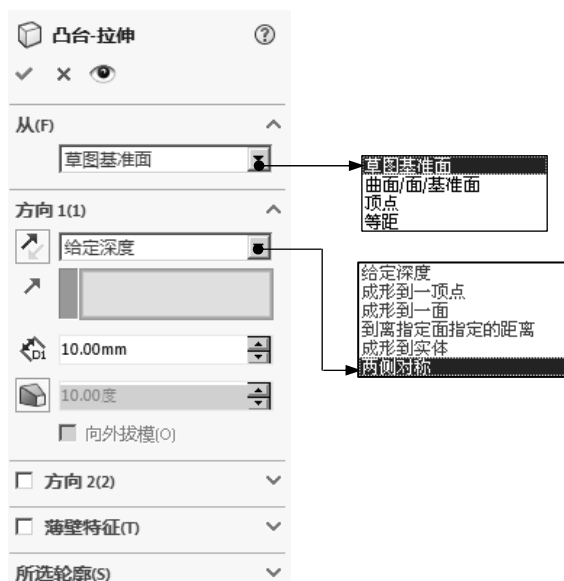 凸台-拉伸
从(F)
草图基准面
方向 1(1)
给定深度
10.00mm
10.00度
向外拔模(O)
方向 2(2)
薄壁特征(T)
所选轮廓(S)
草图基准面
曲面/面/基准面
顶点
等距
给定深度
成形到一顶点
成形到一面
到离指定面指定的距离
成形到实体
两侧对称